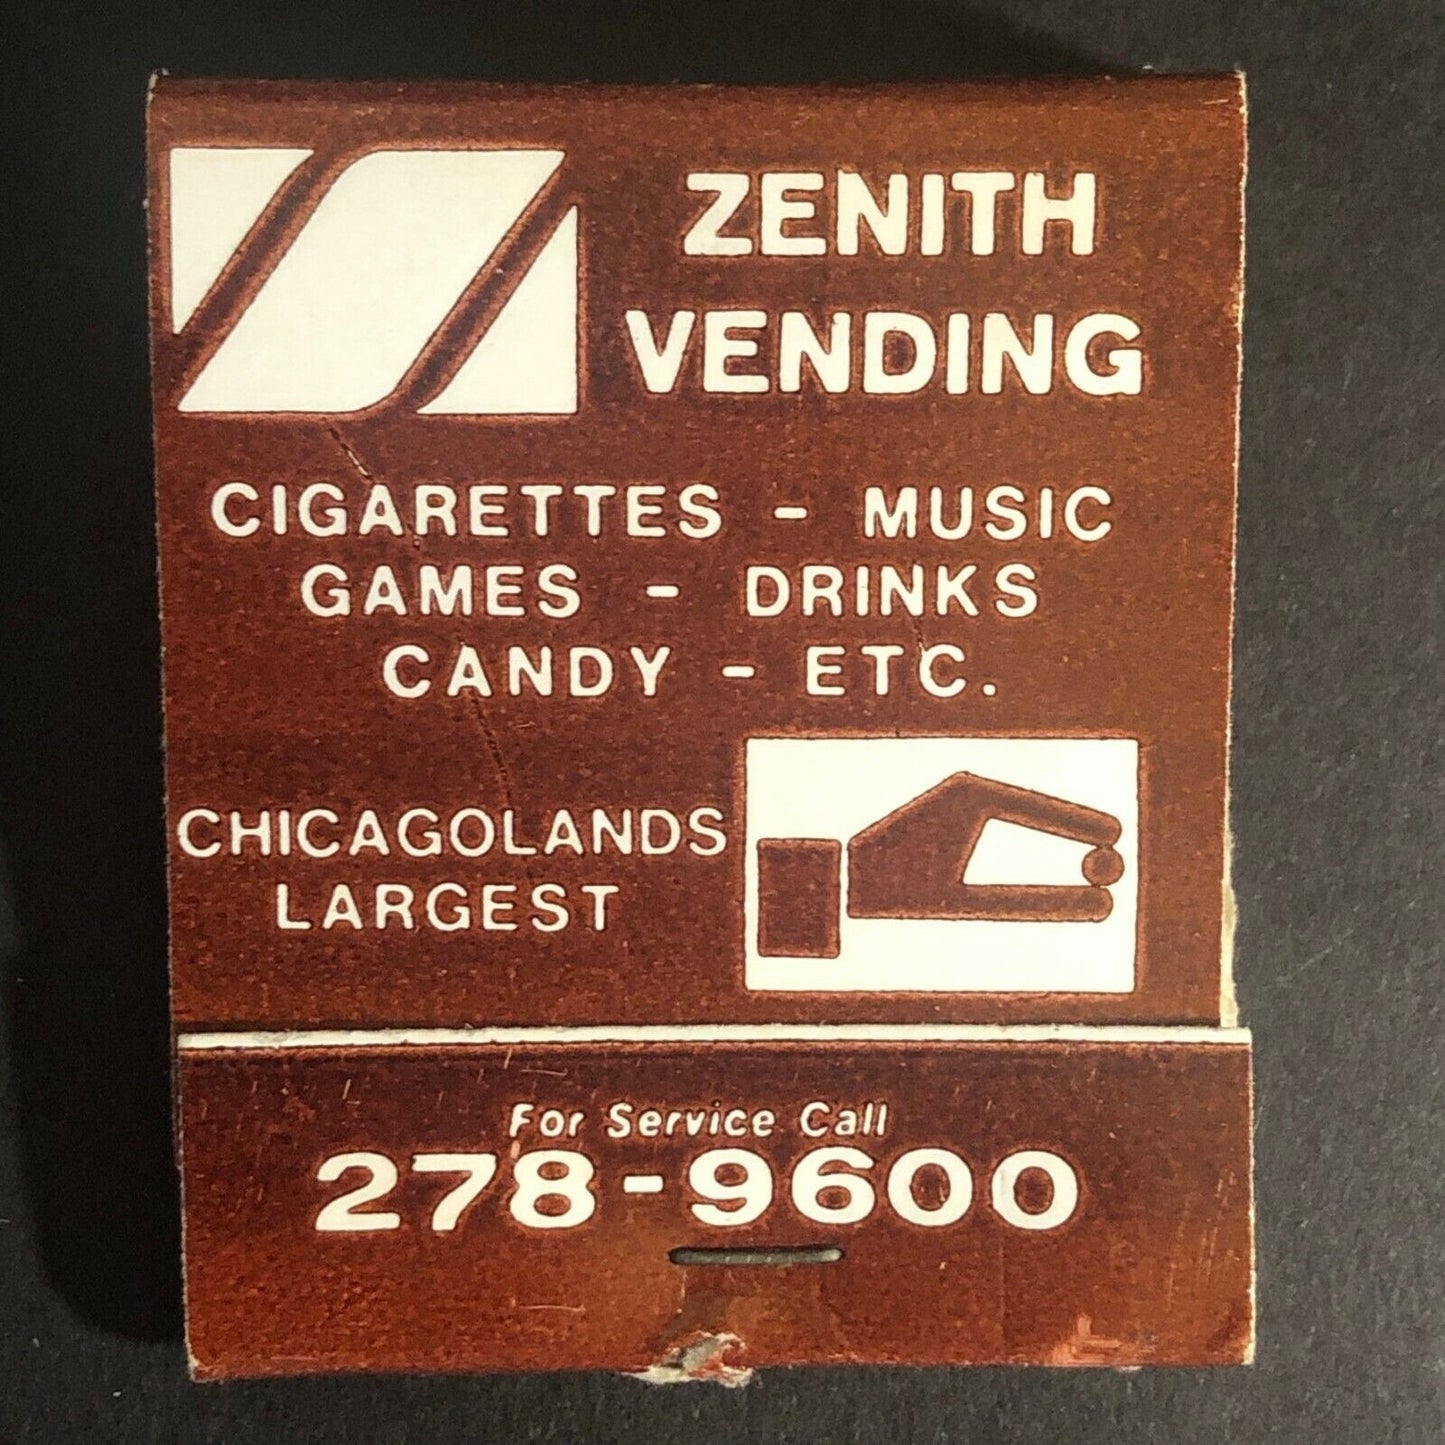 ZENITH
VENDING
CIGARETTES - MUSIC
GAMES - DRINKS
CANDY - ETC.
CHICAGOLANDS
LARGEST
For Service Call
278-9600